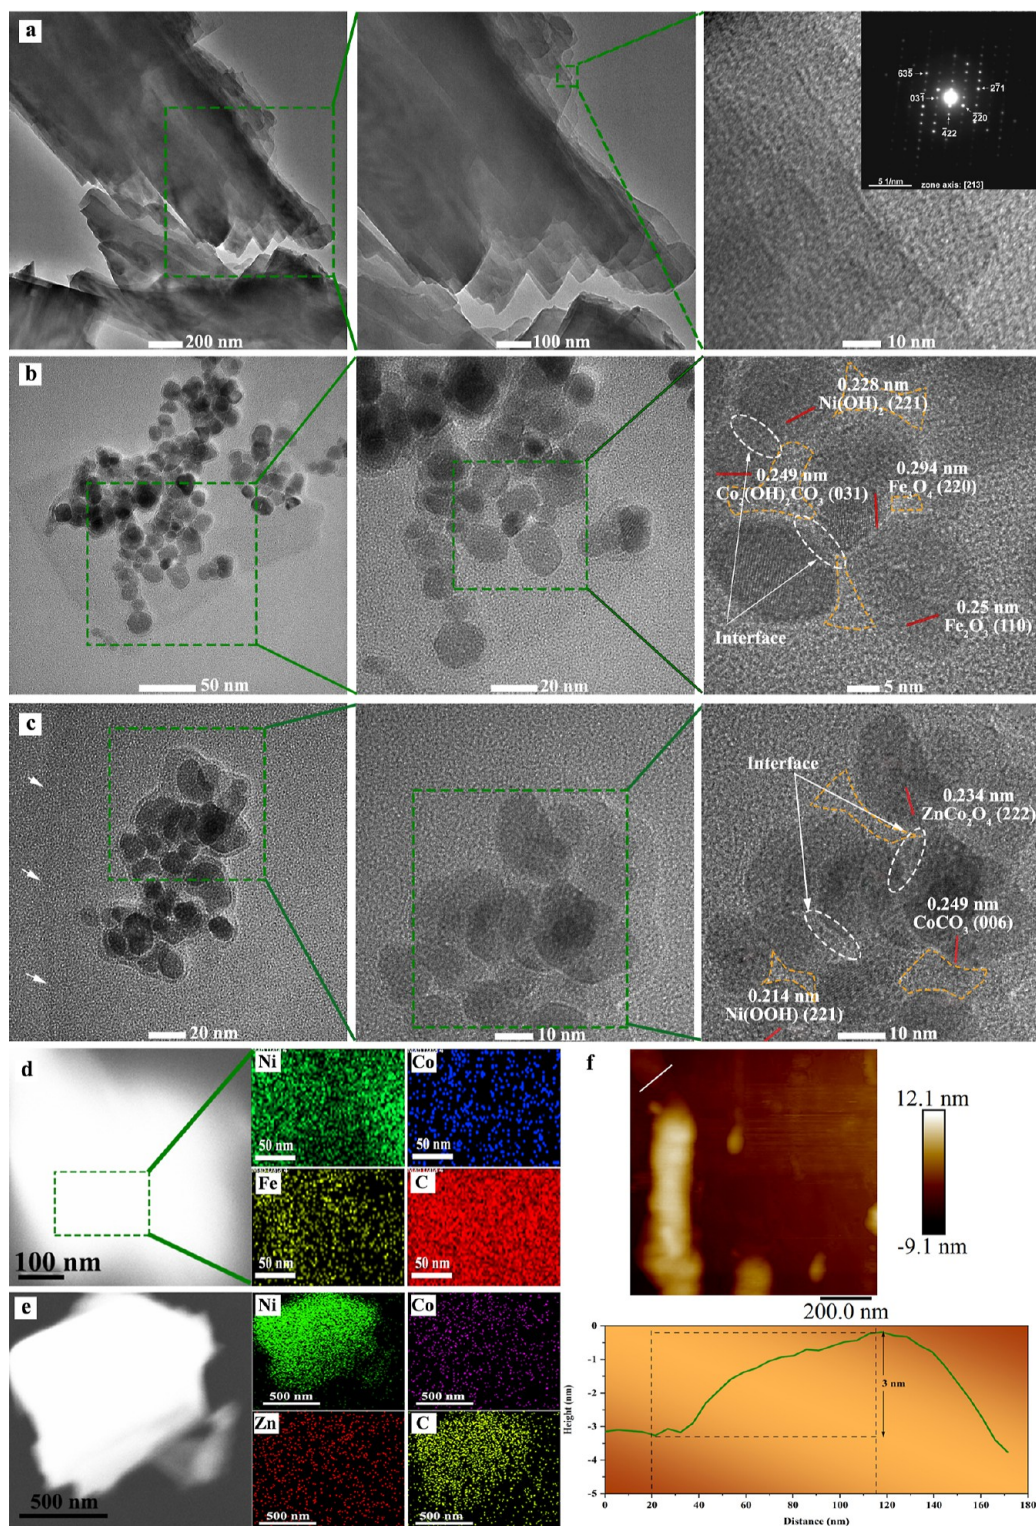 a
200 nm
100 nm
10 nm
635
031
422
220
271
5 1/nm
zone axis: [213]
b
50 nm
20 nm
0.228 nm
Ni(OH)₂ (221)
0.249 nm
Co₂(OH)₂CO₃ (031)
0.294 nm
Fe₃O₄ (220)
Interface
0.25 nm
Fe₂O₃ (110)
5 nm
c
20 nm
10 nm
Interface
0.234 nm
ZnCo₂O₄ (222)
0.249 nm
CoCO₃ (006)
0.214 nm
Ni(OOH) (221)
10 nm
d
100 nm
Ni
50 nm
Co
50 nm
Fe
50 nm
C
50 nm
e
500 nm
Ni
500 nm
Co
500 nm
Zn
500 nm
C
500 nm
f
12.1 nm
-9.1 nm
200.0 nm
Height (nm)
0
-1
-2
-3
-4
-5
3 nm
0 20 40 60 80 100 120 140 160 180
Distance (nm)